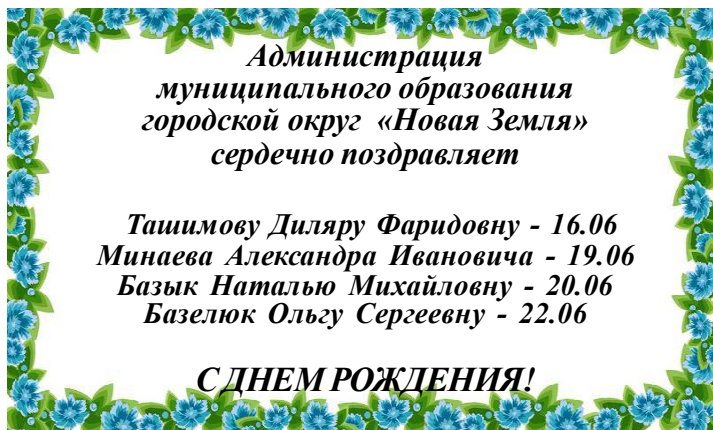 Администрация
муниципального образования
городской округ «Новая Земля»
сердечно поздравляет
Ташимову Диляру Фаридовну - 16.06
Минаева Александра Ивановича - 19.06
Базык Наталью Михайловну - 20.06
Базелюк Ольгу Сергеевну - 22.06
С ДНЕМ РОЖДЕНИЯ!